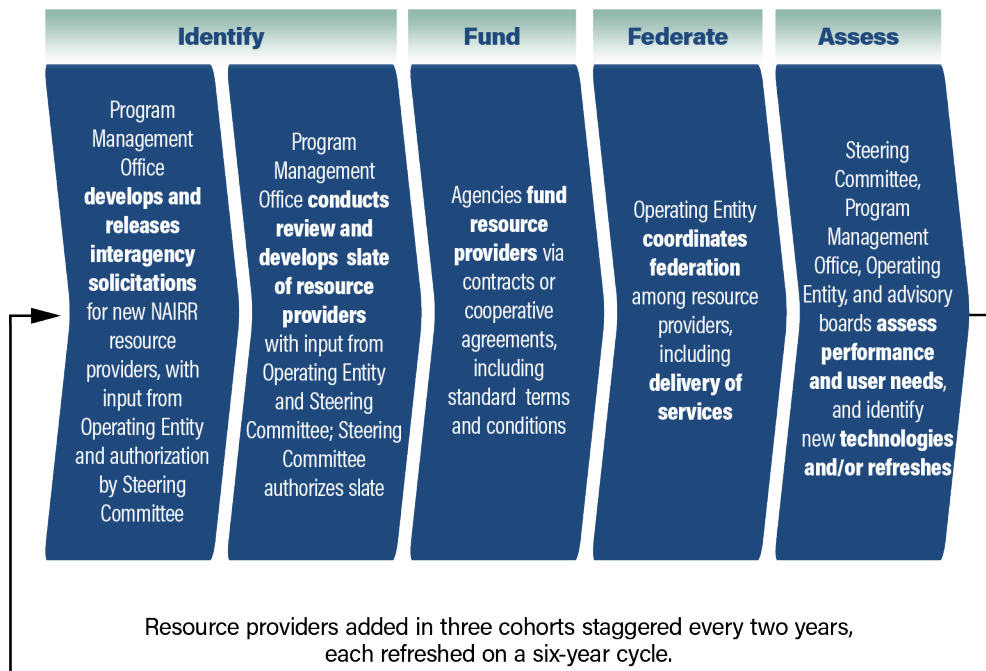 Identify
Program
Management
Office
develops and
releases
interagency
solicitations
for new NAIRR
resource
providers, with
input from
Operating Entity
and authorization
by Steering
Committee
Program
Management
Office conducts
review and
develops slate
of resource
providers
with input from
Operating Entity
and Steering
Committee; Steering
Committee
authorizes slate
Fund
Agencies fund
resource
providers via
contracts or
cooperative
agreements,
including
standard terms
and conditions
Federate
Operating Entity
coordinates
federation
among resource
providers,
including
delivery of
services
Assess
Steering
Committee,
Program
Management
Office, Operating
Entity, and advisory
boards assess
performance
and user needs,
and identify
new technologies
and/or refreshes
Resource providers added in three cohorts staggered every two years,
each refreshed on a six-year cycle.